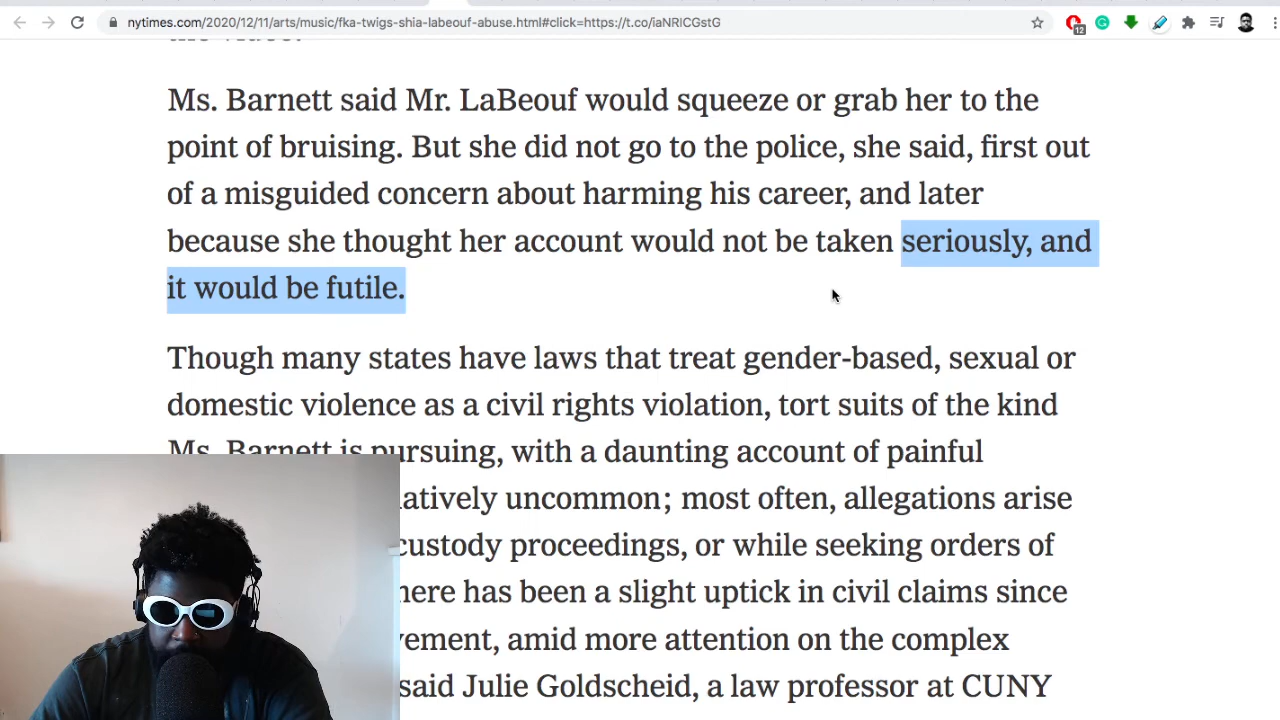 nytimes.com/2020/12/11/arts/music/fka-twigs-shia-labeouf-abuse.html#click=https://t.co/iaNRICGstG
12
the video.
Ms. Barnett said Mr. LaBeouf would squeeze or grab her to the
point of bruising. But she did not go to the police, she said, first out
of a misguided concern about harming his career, and later
because she thought her account would not be taken seriously, and
it would be futile.
Though many states have laws that treat gender-based, sexual or
domestic violence as a civil rights violation, tort suits of the kind
Ms. Barnett is pursuing, with a daunting account of painful
latively uncommon; most often, allegations arise
custody proceedings, or while seeking orders of
here has been a slight uptick in civil claims since
vement, amid more attention on the complex
said Julie Goldscheid, a law professor at CUNY